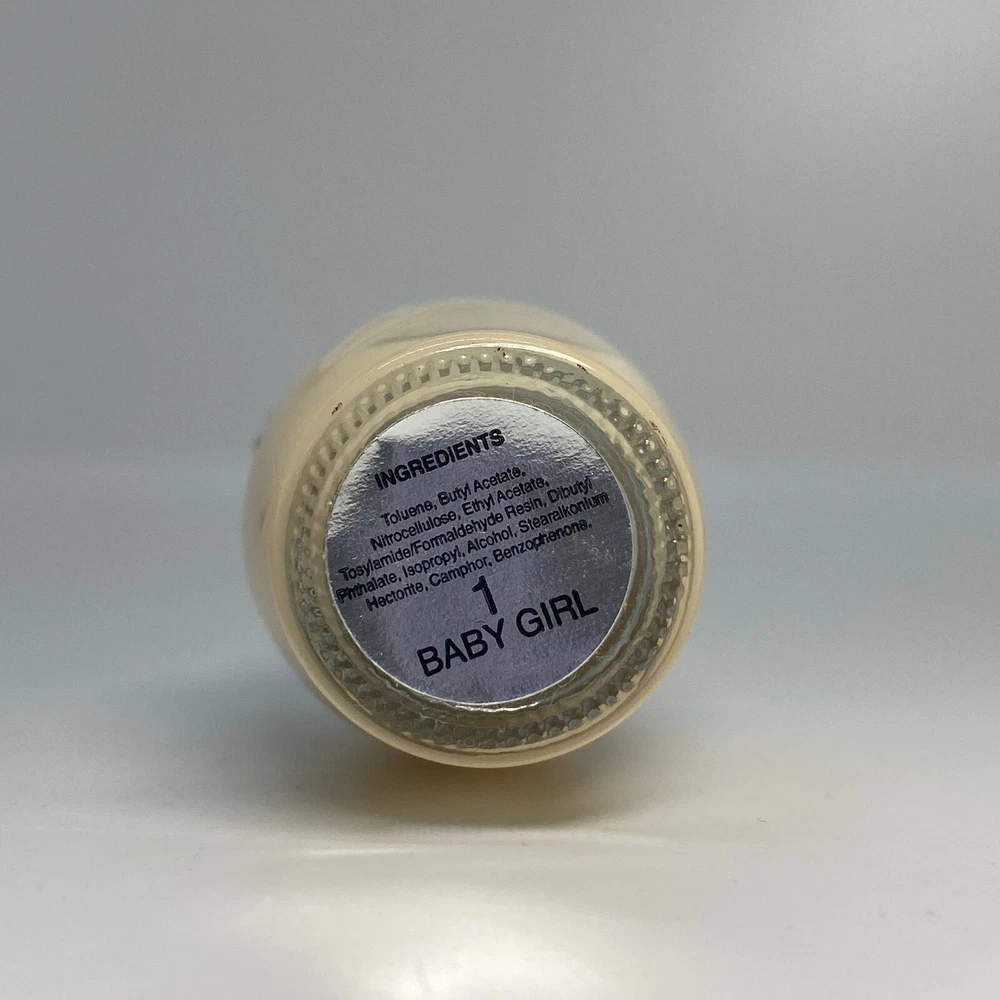 INGREDIENTS
Toluene, Butyl Acetate,
Nitrocellulose, Ethyl Acetate,
Tosylamide/Formaldehyde Resin, Dibutyl
Phthalate, Isopropyl, Alcohol, Stearalkonium
Hectorite, Camphor, Benzophenone.
1
BABY GIRL